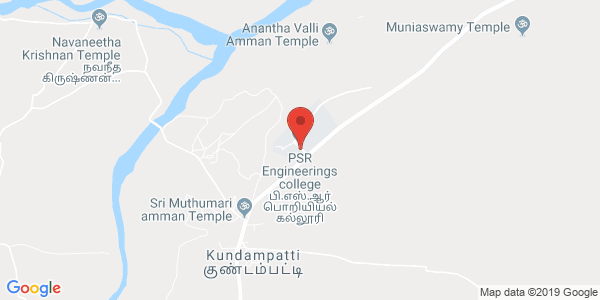 Anantha Valli
Amman Temple
Muniaswamy Temple
Navaneetha
Krishnan Temple
நவநீத
கிருஷ்ணன்...
PSR
Engineerings
college
பி.எஸ்.ஆர்
பொறியியல்
கல்லூரி
Sri Muthumari
amman Temple
Kundampatti
குண்டம்பட்டி
Google
Map data ©2019 Google